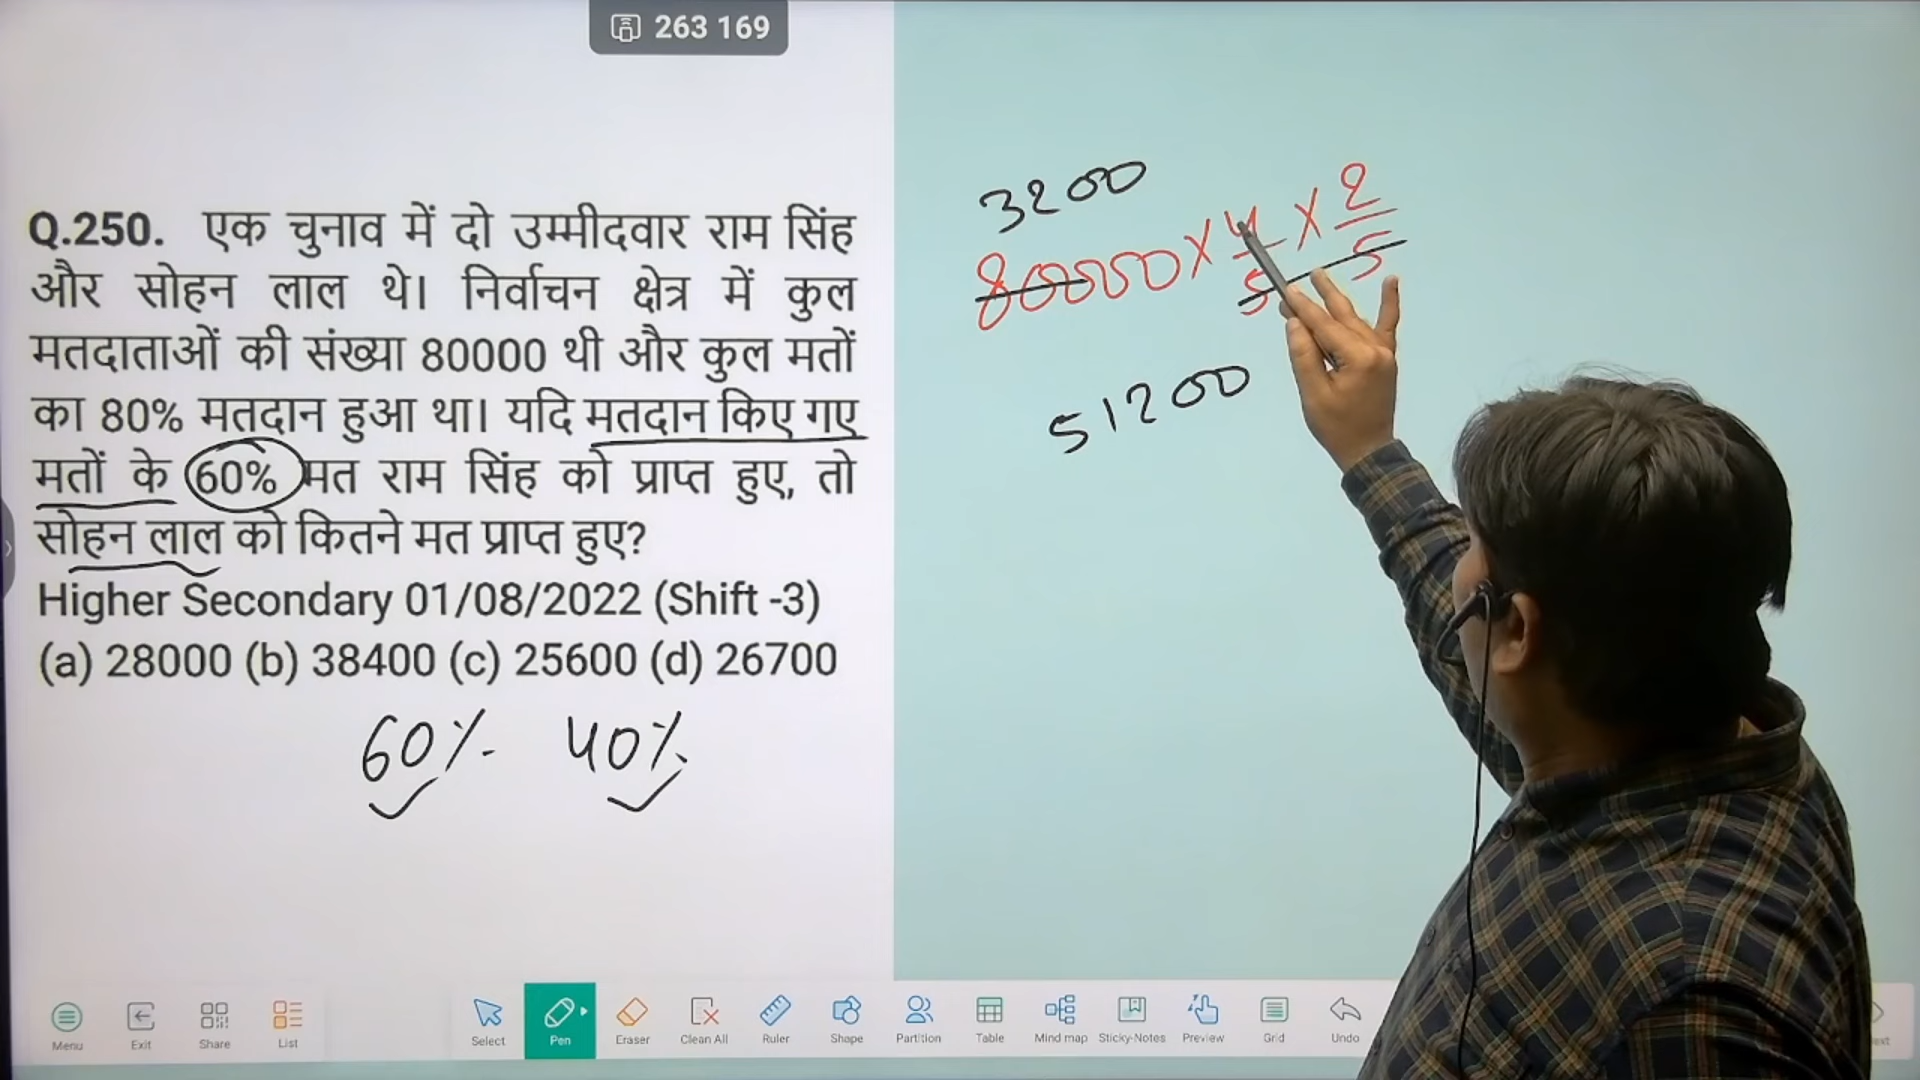 263 169
Q.250. एक चुनाव में दो उम्मीदवार राम सिंह
और सोहन लाल थे। निर्वाचन क्षेत्र में कुल
मतदाताओं की संख्या 80000 थी और कुल मतों
का 80% मतदान हुआ था। यदि मतदान किए गए
मतों के 60% मत राम सिंह को प्राप्त हुए, तो
सोहन लाल को कितने मत प्राप्त हुए?
Higher Secondary 01/08/2022 (Shift -3)
(a) 28000 (b) 38400 (c) 25600 (d) 26700
60% 40%
3200
80000 X 4/5 X 2/5
51200
Menu Exit Share List Select Pen Eraser Clean All Ruler Shape Partition Table Mind map Sticky-Notes Preview Grid Undo